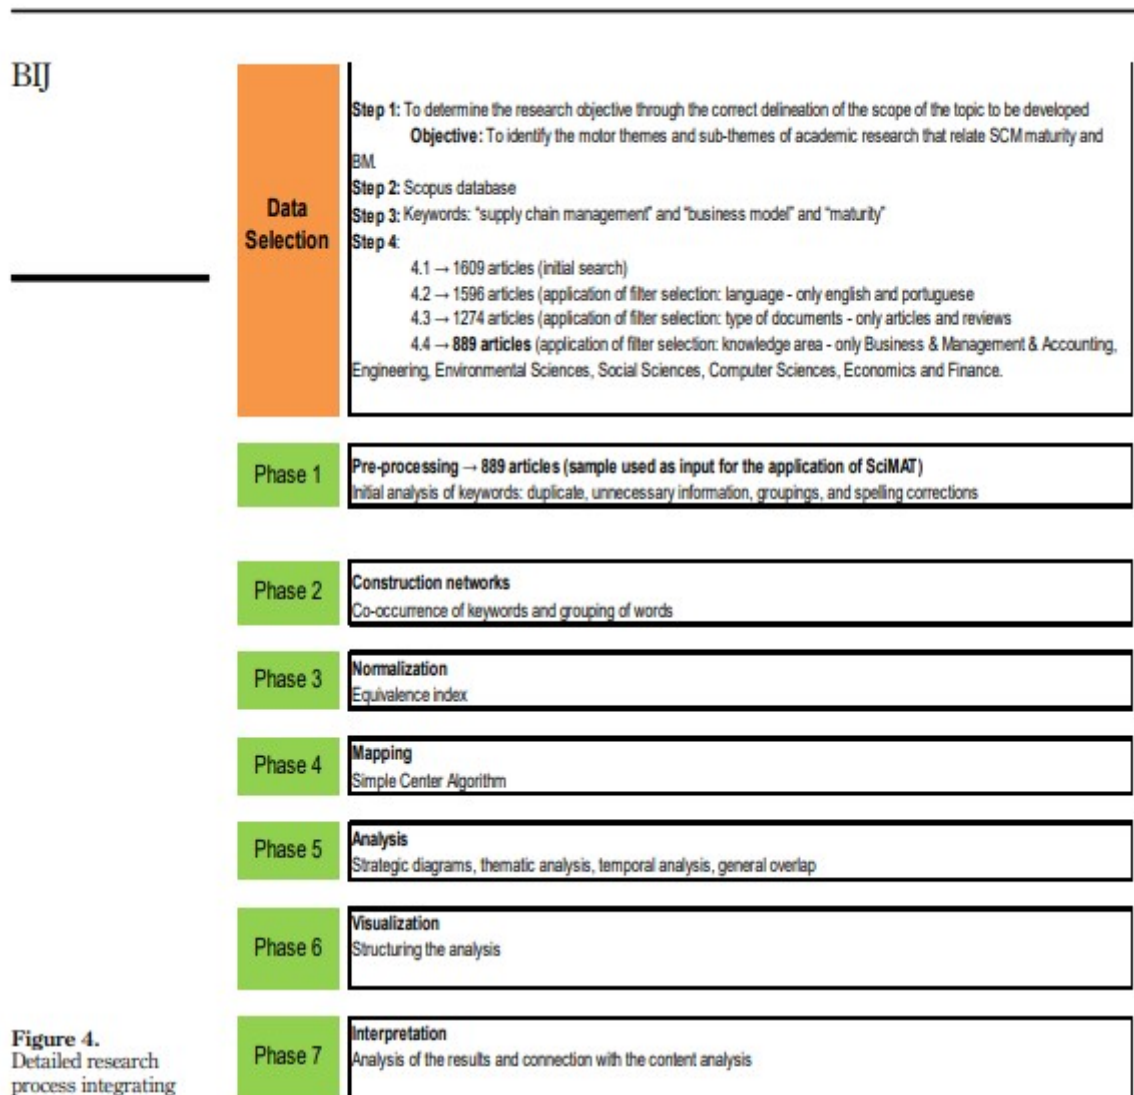 BIJ
Data
Selection
Step 1: To determine the research objective through the correct delineation of the scope of the topic to be developed
Objective: To identify the motor themes and sub-themes of academic research that relate SCM maturity and
BM.
Step 2: Scopus database
Step 3: Keywords: “supply chain management” and “business model” and “maturity”
Step 4:
4.1 → 1609 articles (initial search)
4.2 → 1596 articles (application of filter selection: language - only english and portuguese
4.3 → 1274 articles (application of filter selection: type of documents - only articles and reviews
4.4 → 889 articles (application of filter selection: knowledge area - only Business & Management & Accounting,
Engineering, Environmental Sciences, Social Sciences, Computer Sciences, Economics and Finance.
Phase 1
Pre-processing → 889 articles (sample used as input for the application of SciMAT)
Initial analysis of keywords: duplicate, unnecessary information, groupings, and spelling corrections
Phase 2
Construction networks
Co-occurrence of keywords and grouping of words
Phase 3
Normalization
Equivalence index
Phase 4
Mapping
Simple Center Algorithm
Phase 5
Analysis
Strategic diagrams, thematic analysis, temporal analysis, general overlap
Phase 6
Visualization
Structuring the analysis
Phase 7
Interpretation
Analysis of the results and connection with the content analysis
Figure 4.
Detailed research
process integrating